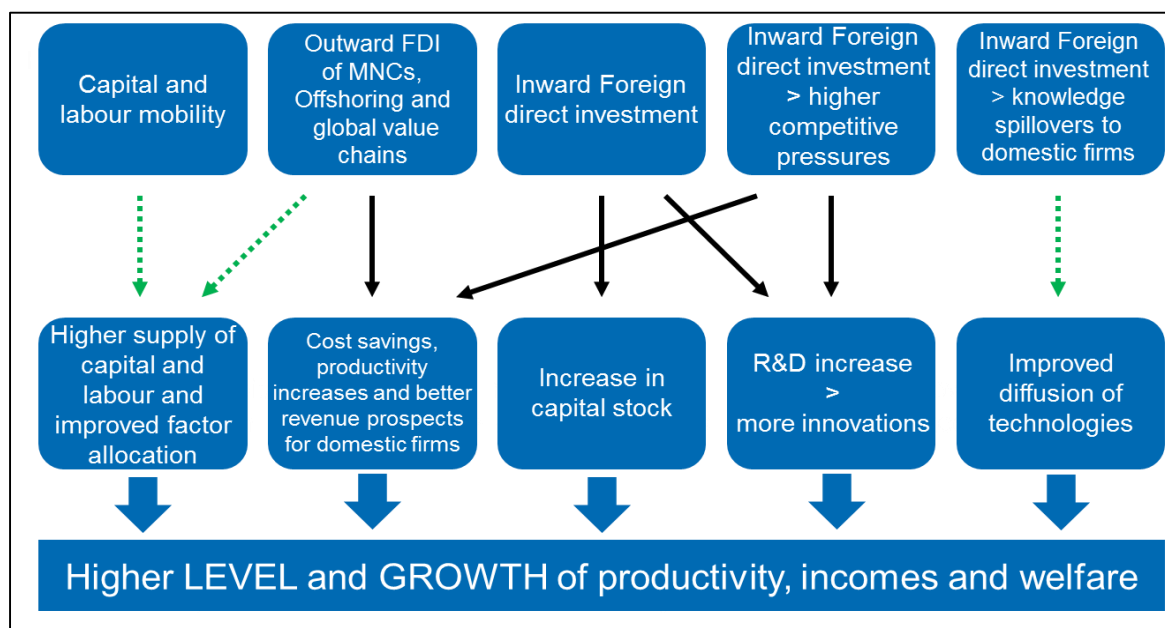 Capital and
labour mobility
Outward FDI
of MNCs,
Offshoring and
global value
chains
Inward Foreign
direct investment
Inward Foreign
direct investment
> higher
competitive
pressures
Inward Foreign
direct investment
> knowledge
spillovers to
domestic firms
Higher supply of
capital and
labour and
improved factor
allocation
Cost savings,
productivity
increases and better
revenue prospects
for domestic firms
Increase in
capital stock
R&D increase
>
more innovations
Improved
diffusion of
technologies
Higher LEVEL and GROWTH of productivity, incomes and welfare